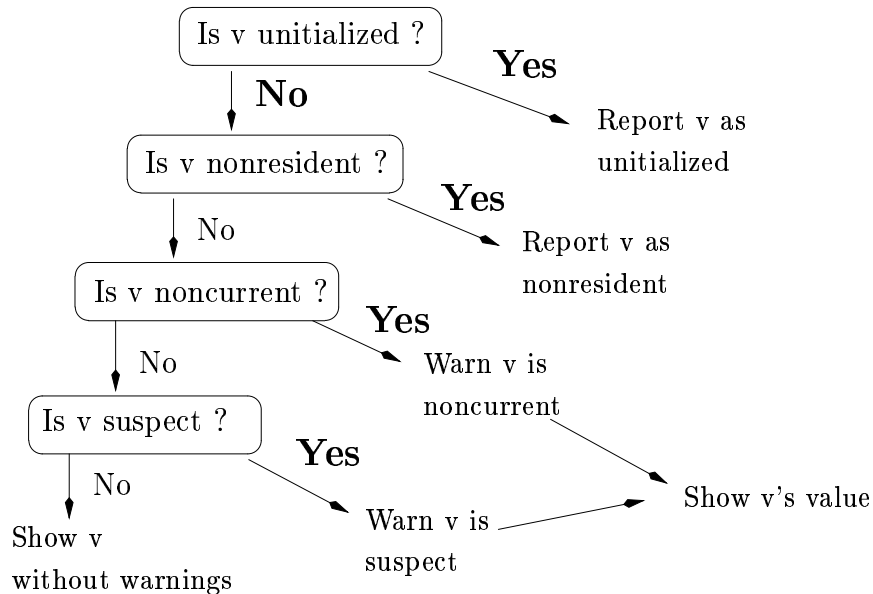 Is v unitialized ?
Yes
No
Report v as
unitialized
Is v nonresident ?
Yes
No
Report v as
nonresident
Is v noncurrent ?
Yes
No
Warn v is
noncurrent
Is v suspect ?
Yes
No
Show v's value
Warn v is
suspect
Show v
without warnings